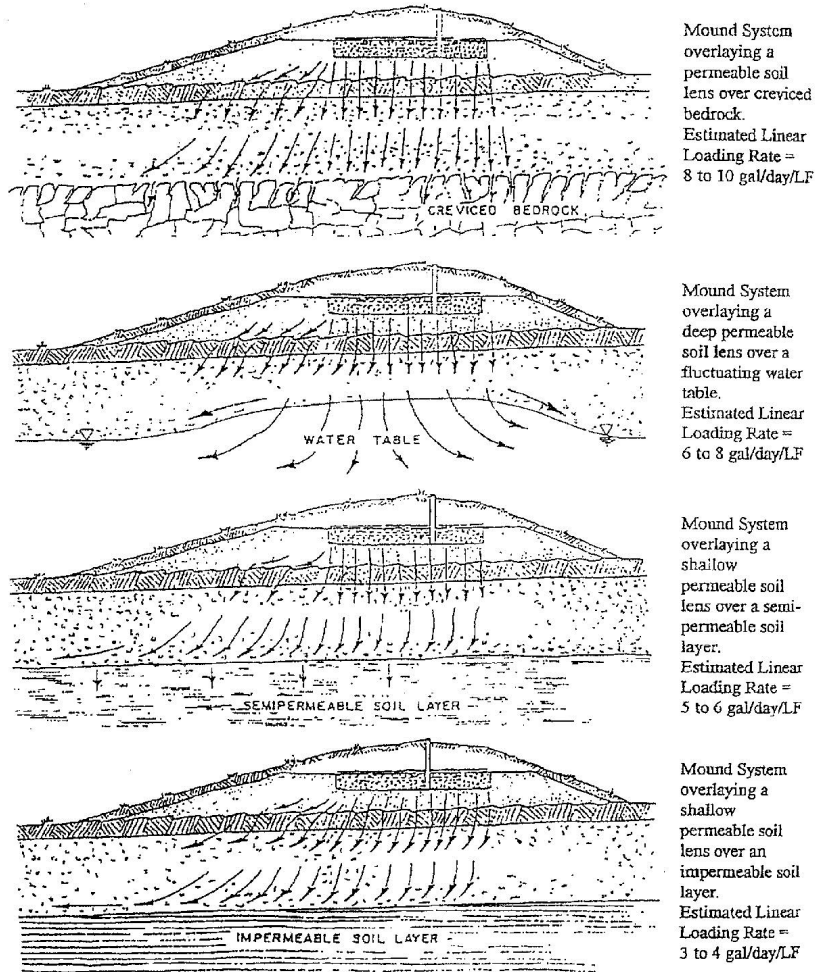 Mound System
overlaying a
permeable soil
lens over creviced
bedrock.
Estimated Linear
Loading Rate =
8 to 10 gal/day/LF
CREVICED BEDROCK
Mound System
overlaying a
deep permeable
soil lens over a
fluctuating water
table.
Estimated Linear
Loading Rate =
6 to 8 gal/day/LF
WATER TABLE
Mound System
overlaying a
shallow
permeable soil
lens over a semi-
permeable soil
layer.
Estimated Linear
Loading Rate =
5 to 6 gal/day/LF
SEMIPERMEABLE SOIL LAYER
Mound System
overlaying a
shallow
permeable soil
lens over an
impermeable soil
layer.
Estimated Linear
Loading Rate =
3 to 4 gal/day/LF
IMPERMEABLE SOIL LAYER